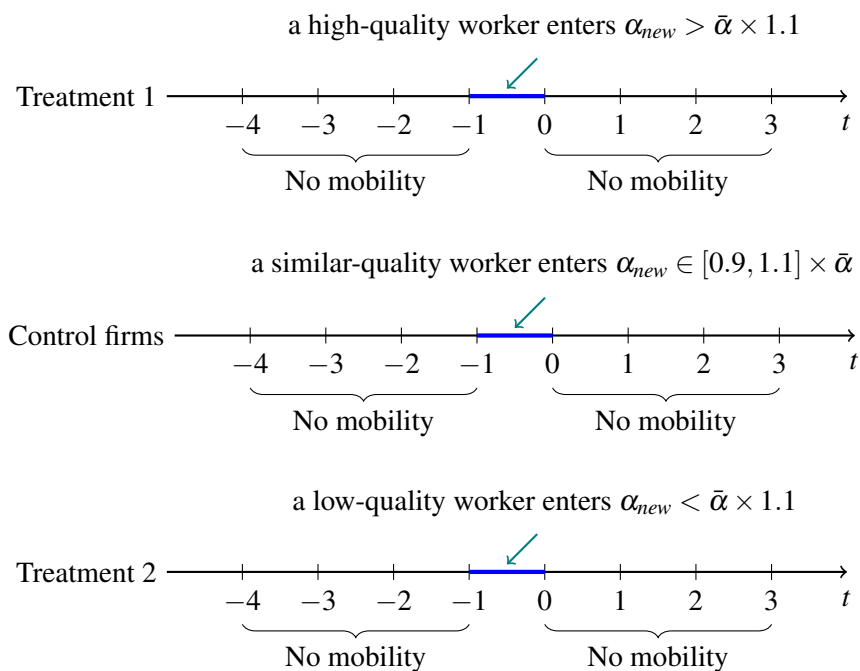 a high-quality worker enters α_new > ᾱ × 1.1
Treatment 1
−4 −3 −2 −1 0 1 2 3 t
No mobility No mobility
a similar-quality worker enters α_new ∈ [0.9, 1.1] × ᾱ
Control firms
−4 −3 −2 −1 0 1 2 3 t
No mobility No mobility
a low-quality worker enters α_new < ᾱ × 1.1
Treatment 2
−4 −3 −2 −1 0 1 2 3 t
No mobility No mobility